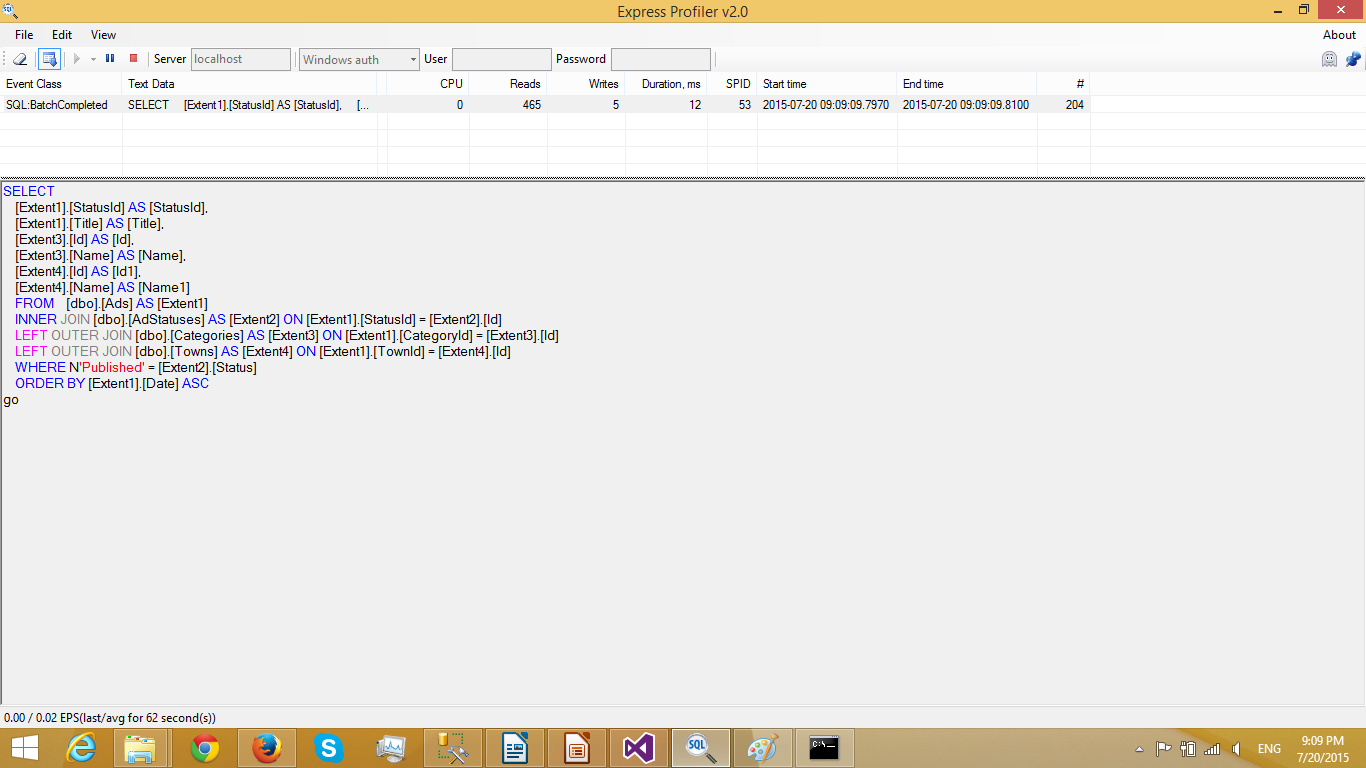 Express Profiler v2.0
File Edit View About
Server localhost Windows auth User Password
Event Class Text Data CPU Reads Writes Duration, ms SPID Start time End time #
SQL:BatchCompleted SELECT [Extent1].[StatusId] AS [StatusId], [... 0 465 5 12 53 2015-07-20 09:09:09.7970 2015-07-20 09:09:09.8100 204
SELECT
[Extent1].[StatusId] AS [StatusId],
[Extent1].[Title] AS [Title],
[Extent3].[Id] AS [Id],
[Extent3].[Name] AS [Name],
[Extent4].[Id] AS [Id1],
[Extent4].[Name] AS [Name1]
FROM [dbo].[Ads] AS [Extent1]
INNER JOIN [dbo].[AdStatuses] AS [Extent2] ON [Extent1].[StatusId] = [Extent2].[Id]
LEFT OUTER JOIN [dbo].[Categories] AS [Extent3] ON [Extent1].[CategoryId] = [Extent3].[Id]
LEFT OUTER JOIN [dbo].[Towns] AS [Extent4] ON [Extent1].[TownId] = [Extent4].[Id]
WHERE N'Published' = [Extent2].[Status]
ORDER BY [Extent1].[Date] ASC
go
0.00 / 0.02 EPS(last/avg for 62 second(s))
SQL
C:\_
ENG
9:09 PM
7/20/2015